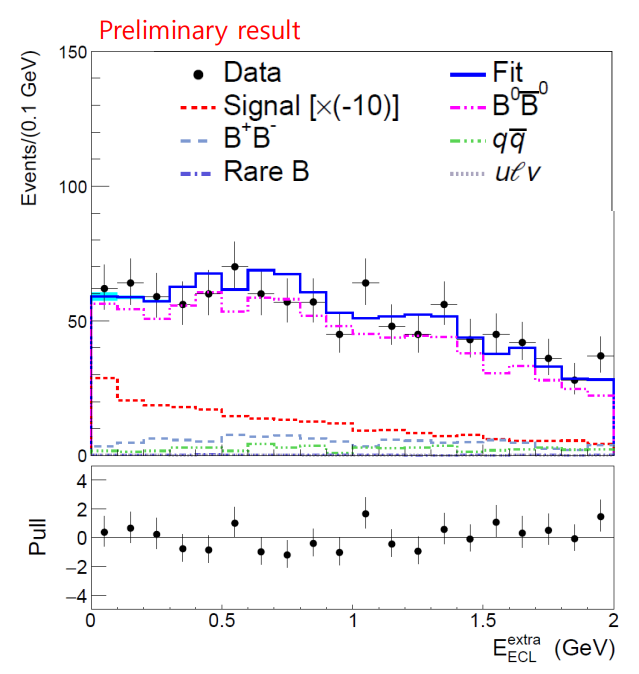 Preliminary result
150
Data
Fit
Signal [×(-10)]
B⁰B̅⁰
B⁺B⁻
qq̅
Rare B
uℓν
Events/(0.1 GeV)
100
50
0
4
2
0
−2
−4
Pull
0 0.5 1 1.5 2
E_ECL^extra (GeV)